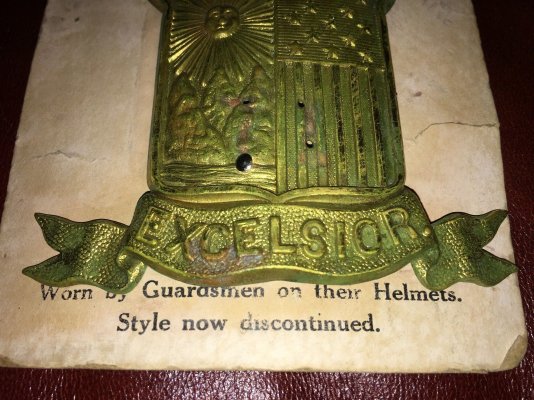 EXCELSIOR.
Worn by Guardsmen on their Helmets.
Style now discontinued.